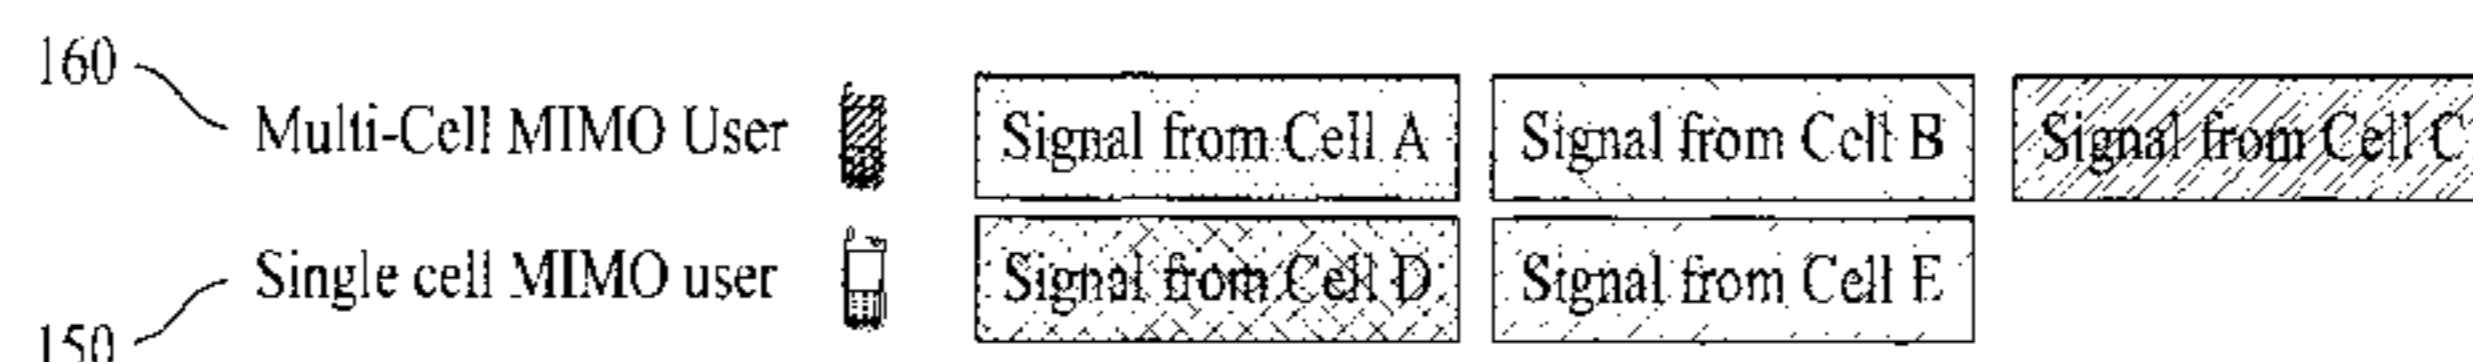 160
Multi-Cell MIMO User Signal from Cell A Signal from Cell B Signal from Cell C
Single cell MIMO user Signal from Cell D Signal from Cell E
150